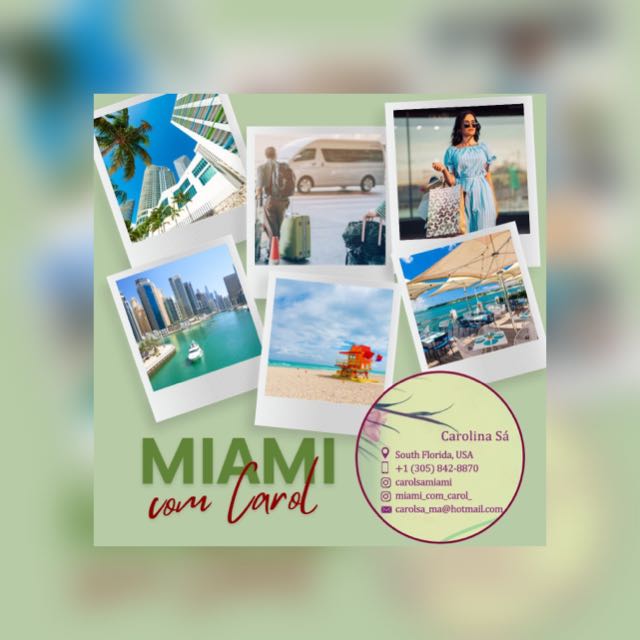 MIAMI
com Carol
Carolina Sá
South Florida, USA
+1 (305) 842-8870
carolsamiami
miami_com_carol_
carolsa_ma@hotmail.com